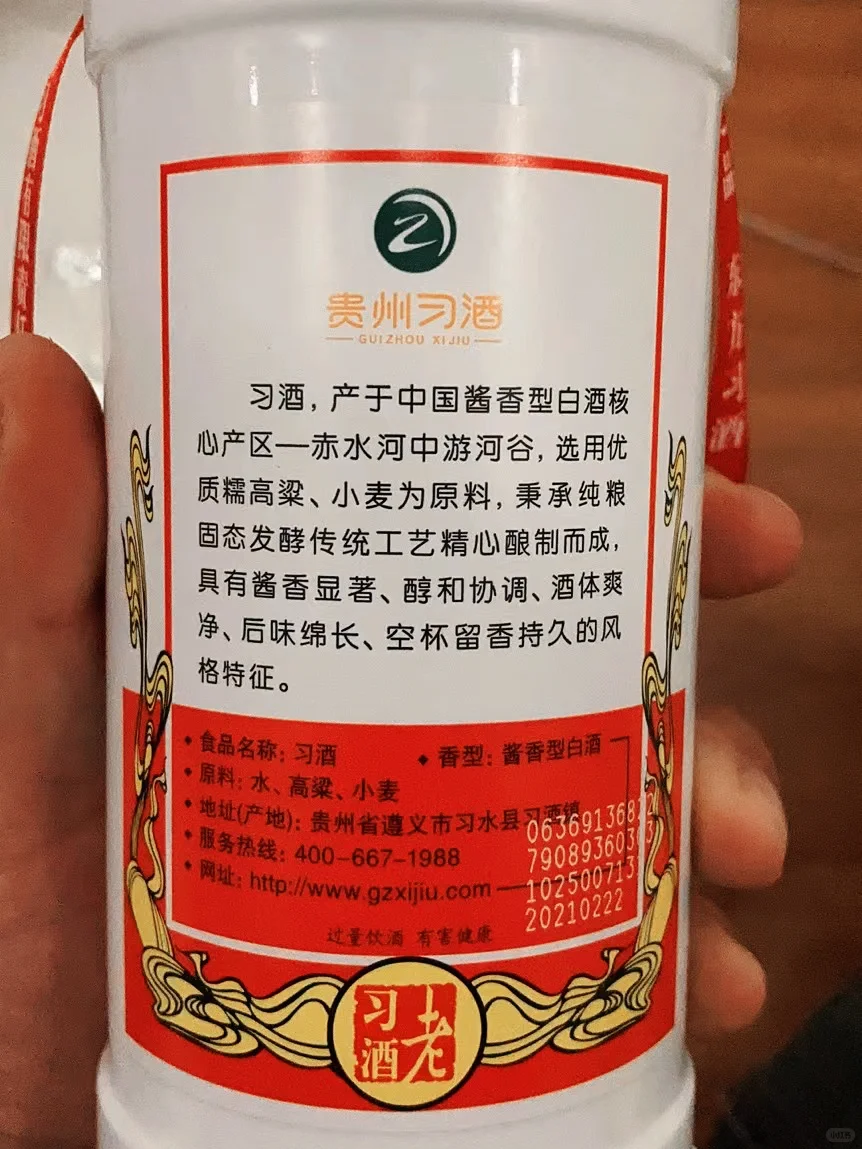 贵州习酒
GUIZHOU XIJIU
习酒，产于中国酱香型白酒核
心产区一赤水河中游河谷，选用优
质糯高粱、小麦为原料，秉承纯粮
固态发酵传统工艺精心酿制而成，
具有酱香显著、醇和协调、酒体爽
净、后味绵长、空杯留香持久的风
格特征。
◆ 食品名称：习酒 ◆ 香型：酱香型白酒
◆ 原料：水、高粱、小麦
◆ 地址(产地)：贵州省遵义市习水县习酒镇
◆ 服务热线：400-667-1988
◆ 网址：http://www.gzxijiu.com
20210222
过量饮酒 有害健康
老
习酒
小红书